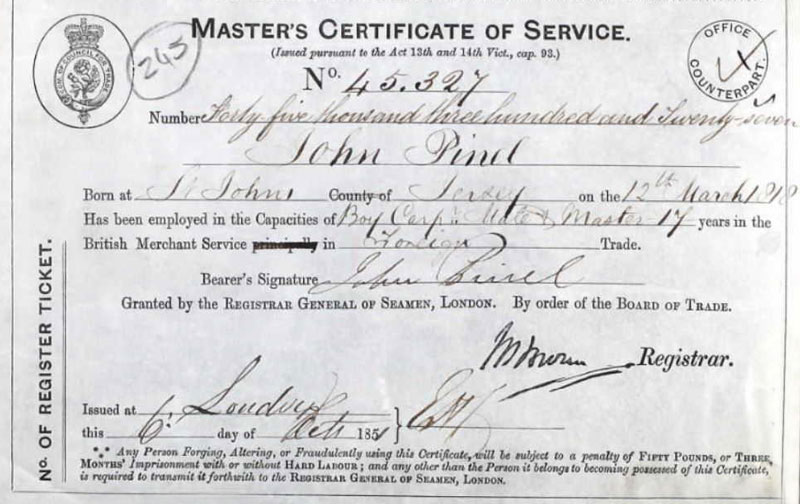 MASTER'S CERTIFICATE OF SERVICE.
(Issued pursuant to the Act 13th and 14th Vict., cap. 93.)
243
OFFICE COUNTERPART.
No. 45.327
Number Forty five thousand three hundred and Twenty-seven
John Pinel
Born at St Johns County of Jersey on the 12th March 1818
Has been employed in the Capacities of Boy Carpr. Mate & Master 17 years in the
British Merchant Service principally in Foreign Trade.
Bearer's Signature John Pinel
Granted by the REGISTRAR GENERAL OF SEAMEN, LONDON. By order of the BOARD OF TRADE.
Registrar.
Issued at London
this 6 day of Feb 1851
No. OF REGISTER TICKET.
*** Any Person Forging, Altering, or Fraudulently using this Certificate, will be subject to a penalty of FIFTY POUNDS, or THREE
MONTHS' Imprisonment with or without HARD LABOUR; and any other than the Person it belongs to becoming possessed of this Certificate,
is required to transmit it forthwith to the REGISTRAR GENERAL OF SEAMEN, LONDON.